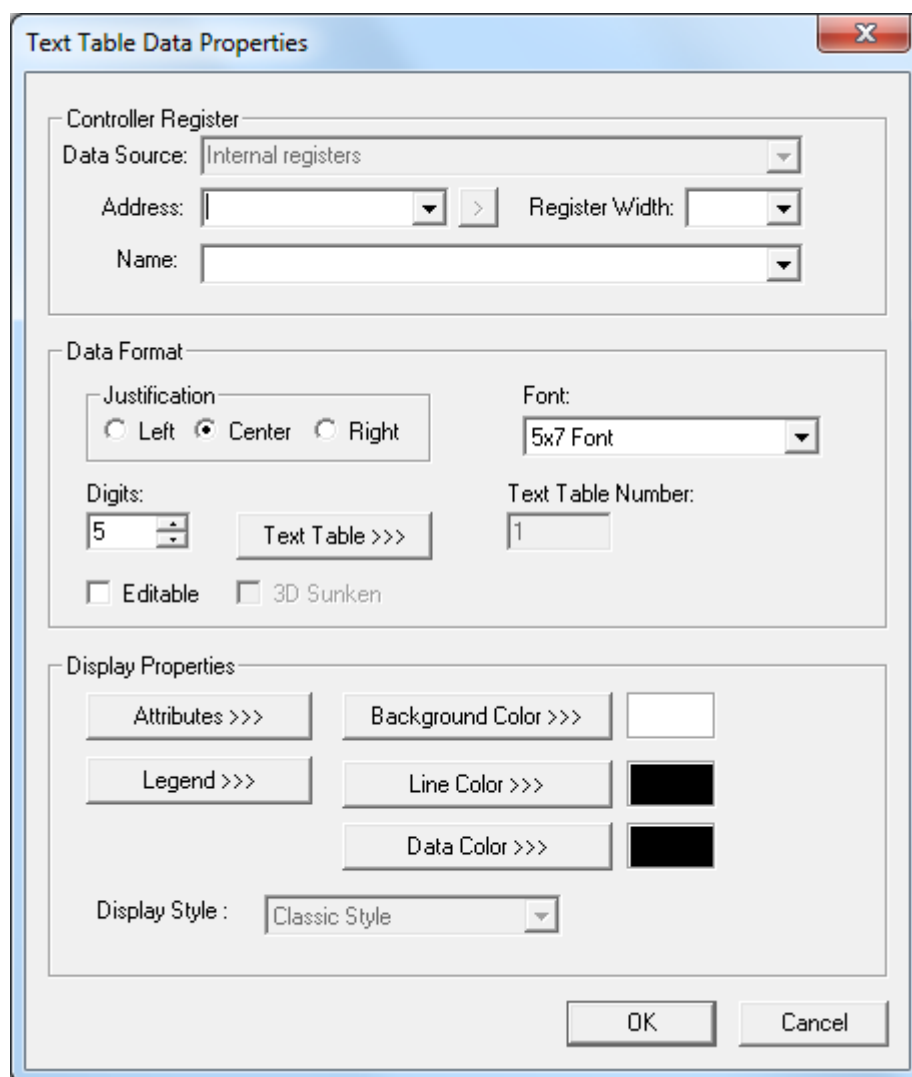 Text Table Data Properties
Controller Register
Data Source: Internal registers
Address: > Register Width:
Name:
Data Format
Justification
Left Center Right
Font:
5x7 Font
Digits:
5
Text Table >>>
Text Table Number:
1
Editable 3D Sunken
Display Properties
Attributes >>> Background Color >>>
Legend >>> Line Color >>>
Data Color >>>
Display Style : Classic Style
OK Cancel